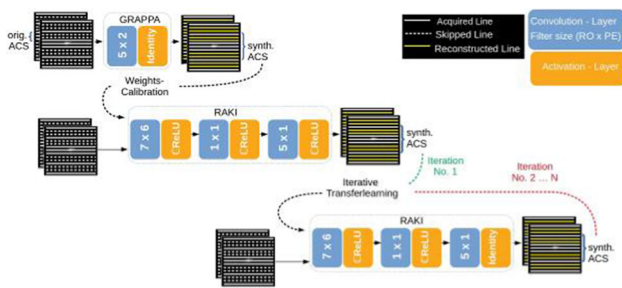 GRAPPA
orig.
ACS
5 x 2
Identity
synth.
ACS
Acquired Line
Skipped Line
Reconstructed Line
Convolution - Layer
Filter size (RO x PE)
Activation - Layer
Weights-
Calibration
RAKI
7 x 6
ℂReLU
1 x 1
ℂReLU
5 x 1
ℂReLU
synth.
ACS
Iteration
No. 1
Iteration
No. 2 ... N
Iterative
Transferlearning
RAKI
7 x 6
ℂReLU
1 x 1
ℂReLU
5 x 1
Identity
synth.
ACS